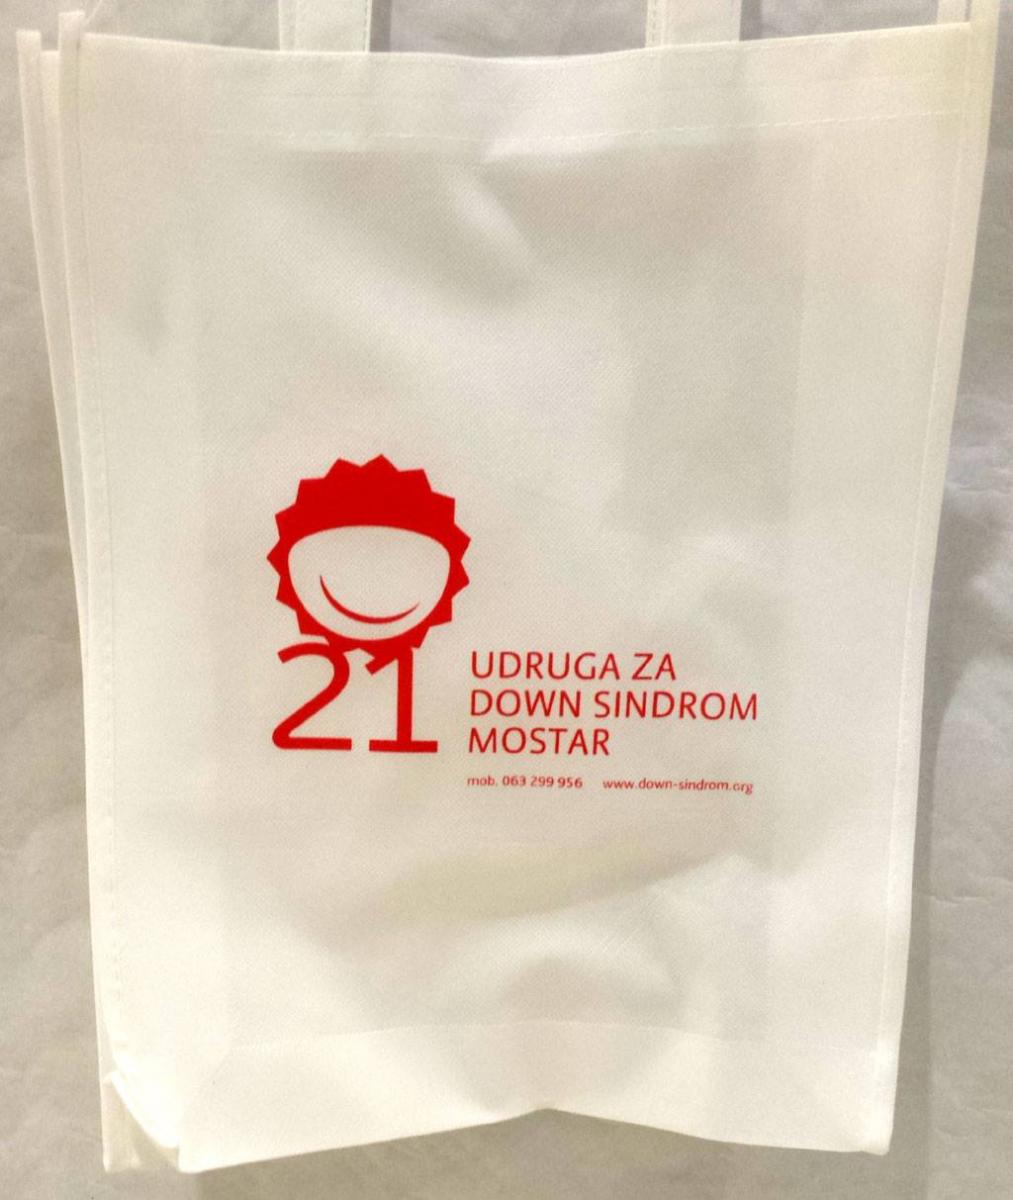 21
UDRUGA ZA
DOWN SINDROM
MOSTAR
mob. 063 299 956 www.down-sindrom.org